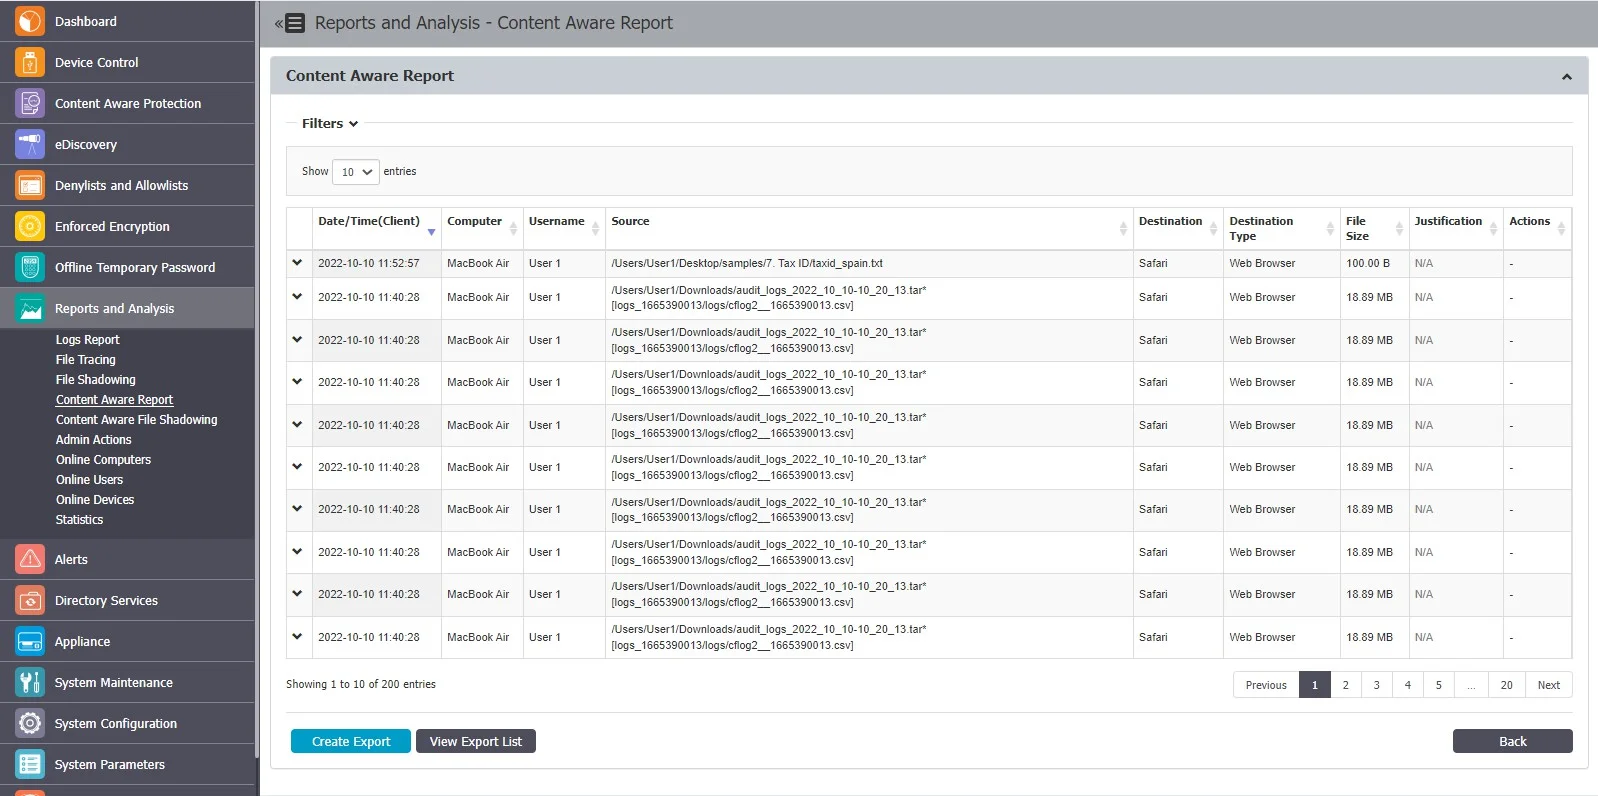 Dashboard
Device Control
Content Aware Protection
eDiscovery
Denylists and Allowlists
Enforced Encryption
Offline Temporary Password
Reports and Analysis
Logs Report
File Tracing
File Shadowing
Content Aware Report
Content Aware File Shadowing
Admin Actions
Online Computers
Online Users
Online Devices
Statistics
Alerts
Directory Services
Appliance
System Maintenance
System Configuration
System Parameters
Reports and Analysis - Content Aware Report
Content Aware Report
Filters
Show 10 entries
Date/Time(Client) Computer Username Source Destination Destination Type File Size Justification Actions
2022-10-10 11:52:57 MacBook Air User 1 /Users/User1/Desktop/samples/7. Tax ID/taxid_spain.txt Safari Web Browser 100.00 B N/A -
2022-10-10 11:40:28 MacBook Air User 1 /Users/User1/Downloads/audit_logs_2022_10_10-10_20_13.tar* Safari Web Browser 18.89 MB N/A -
[logs_1665390013/logs/cflog2__1665390013.csv]
2022-10-10 11:40:28 MacBook Air User 1 /Users/User1/Downloads/audit_logs_2022_10_10-10_20_13.tar* Safari Web Browser 18.89 MB N/A -
[logs_1665390013/logs/cflog2__1665390013.csv]
2022-10-10 11:40:28 MacBook Air User 1 /Users/User1/Downloads/audit_logs_2022_10_10-10_20_13.tar* Safari Web Browser 18.89 MB N/A -
[logs_1665390013/logs/cflog2__1665390013.csv]
2022-10-10 11:40:28 MacBook Air User 1 /Users/User1/Downloads/audit_logs_2022_10_10-10_20_13.tar* Safari Web Browser 18.89 MB N/A -
[logs_1665390013/logs/cflog2__1665390013.csv]
2022-10-10 11:40:28 MacBook Air User 1 /Users/User1/Downloads/audit_logs_2022_10_10-10_20_13.tar* Safari Web Browser 18.89 MB N/A -
[logs_1665390013/logs/cflog2__1665390013.csv]
2022-10-10 11:40:28 MacBook Air User 1 /Users/User1/Downloads/audit_logs_2022_10_10-10_20_13.tar* Safari Web Browser 18.89 MB N/A -
[logs_1665390013/logs/cflog2__1665390013.csv]
2022-10-10 11:40:28 MacBook Air User 1 /Users/User1/Downloads/audit_logs_2022_10_10-10_20_13.tar* Safari Web Browser 18.89 MB N/A -
[logs_1665390013/logs/cflog2__1665390013.csv]
2022-10-10 11:40:28 MacBook Air User 1 /Users/User1/Downloads/audit_logs_2022_10_10-10_20_13.tar* Safari Web Browser 18.89 MB N/A -
[logs_1665390013/logs/cflog2__1665390013.csv]
2022-10-10 11:40:28 MacBook Air User 1 /Users/User1/Downloads/audit_logs_2022_10_10-10_20_13.tar* Safari Web Browser 18.89 MB N/A -
[logs_1665390013/logs/cflog2__1665390013.csv]
Showing 1 to 10 of 200 entries
Previous 1 2 3 4 5 ... 20 Next
Create Export View Export List Back